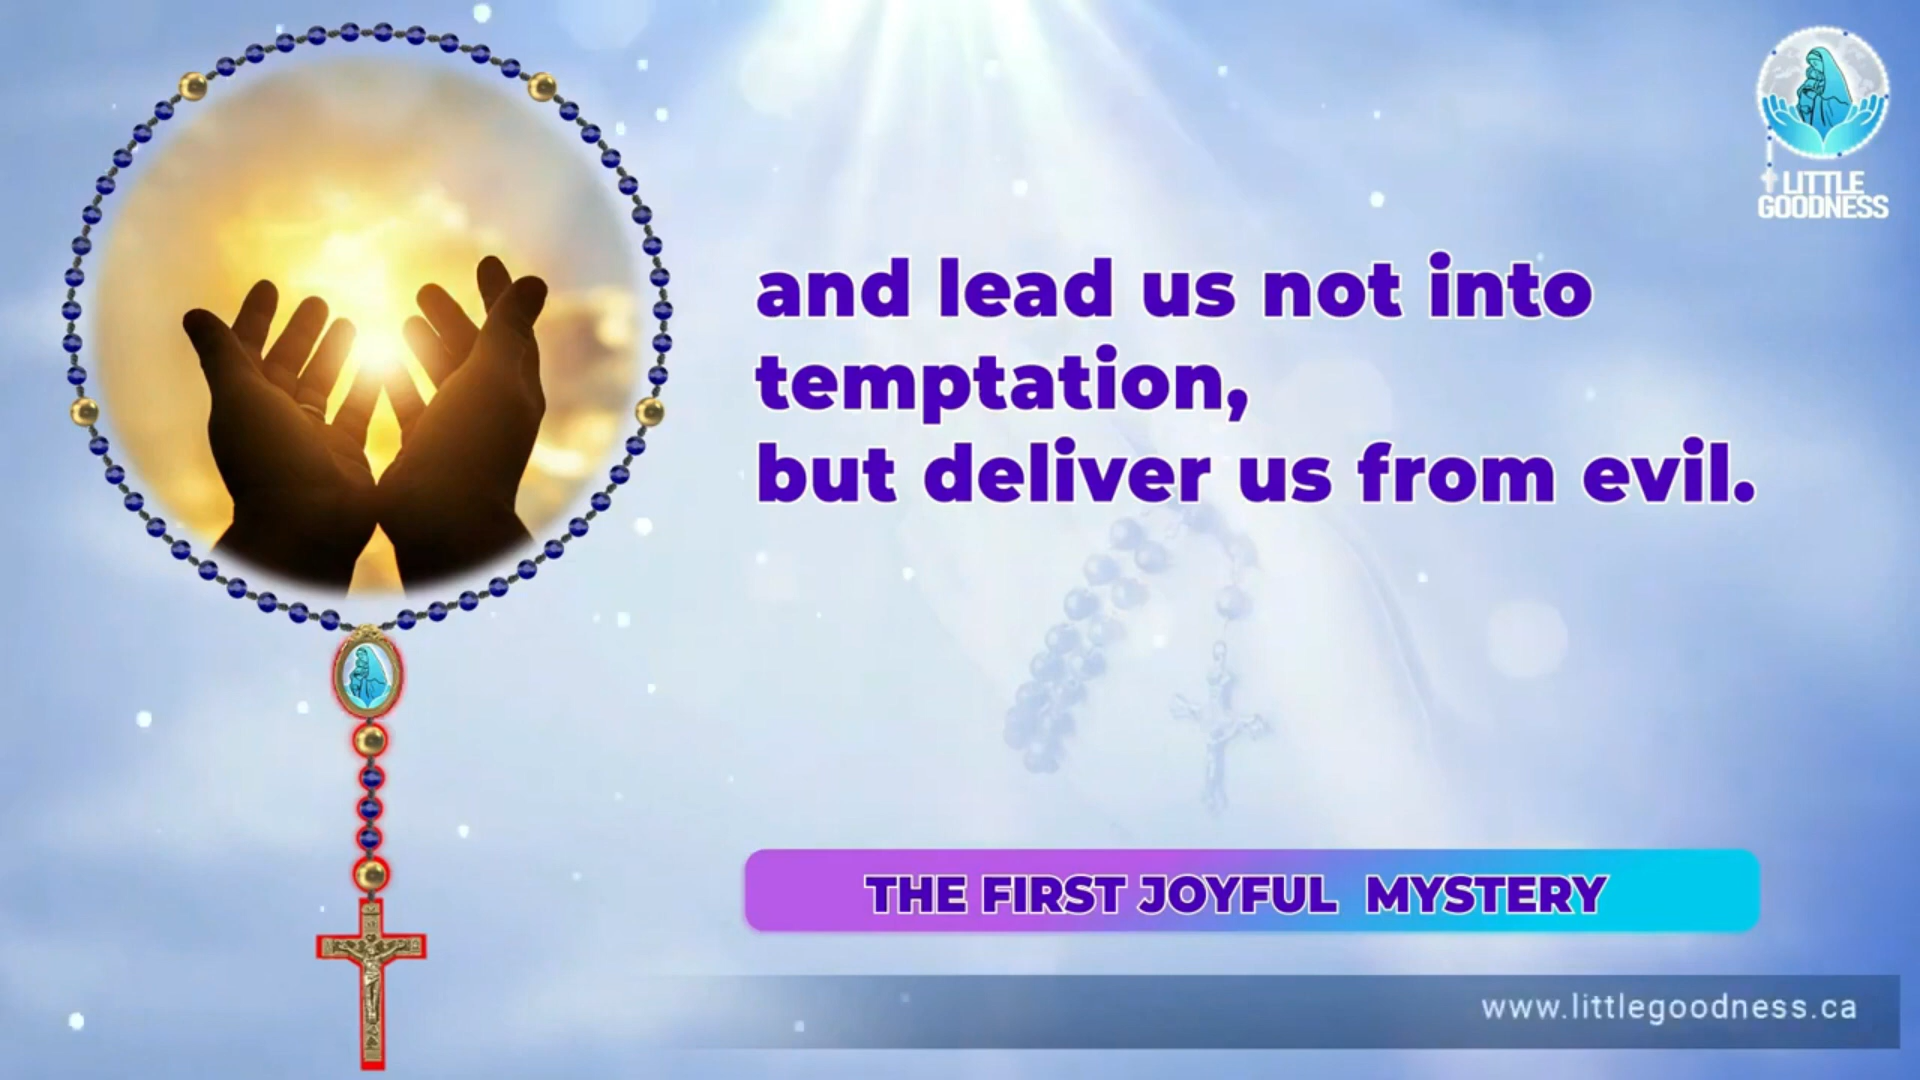 LITTLE
GOODNESS
and lead us not into
temptation,
but deliver us from evil.
THE FIRST JOYFUL MYSTERY
www.littlegoodness.ca